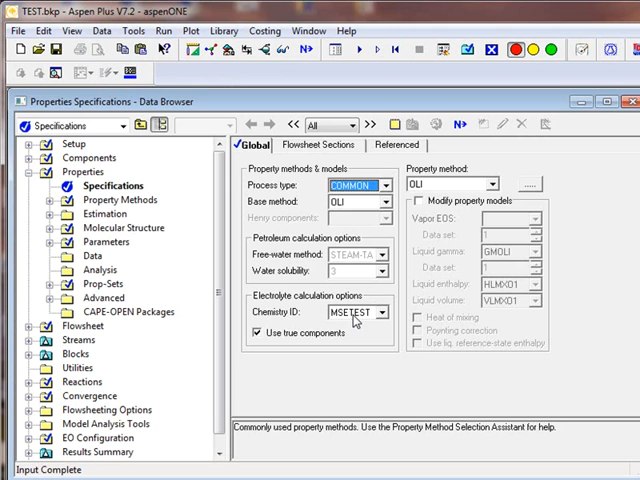 TEST.bkp - Aspen Plus V7.2 - aspenONE
File Edit View Data Tools Run Plot Library Costing Window Help
N>
Properties Specifications - Data Browser
Specifications
<< All >> N>
Setup
Components
Properties
Specifications
Property Methods
Estimation
Molecular Structure
Parameters
Data
Analysis
Prop-Sets
Advanced
CAPE-OPEN Packages
Flowsheet
Streams
Blocks
Utilities
Reactions
Convergence
Flowsheeting Options
Model Analysis Tools
EO Configuration
Results Summary
Global Flowsheet Sections Referenced
Property methods & models
Process type: COMMON
Base method: OLI
Henry components:
Petroleum calculation options
Free-water method: STEAM-TA
Water solubility: 3
Electrolyte calculation options
Chemistry ID: MSETEST
Use true components
Property method:
OLI .....
Modify property models
Vapor EOS:
Data set: 1
Liquid gamma: GMOLI
Data set: 1
Liquid enthalpy: HLMX01
Liquid volume: VLMX01
Heat of mixing
Poynting correction
Use liq. reference-state enthalpy
Commonly used property methods. Use the Property Method Selection Assistant for help.
Input Complete